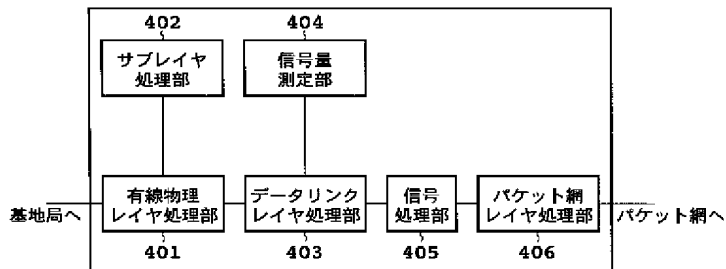 402
404
サブレイヤ
処理部
信号量
測定部
基地局へ
有線物理
レイヤ処理部
データリンク
レイヤ処理部
信号
処理部
パケット網
レイヤ処理部
パケット網へ
401
403
405
406